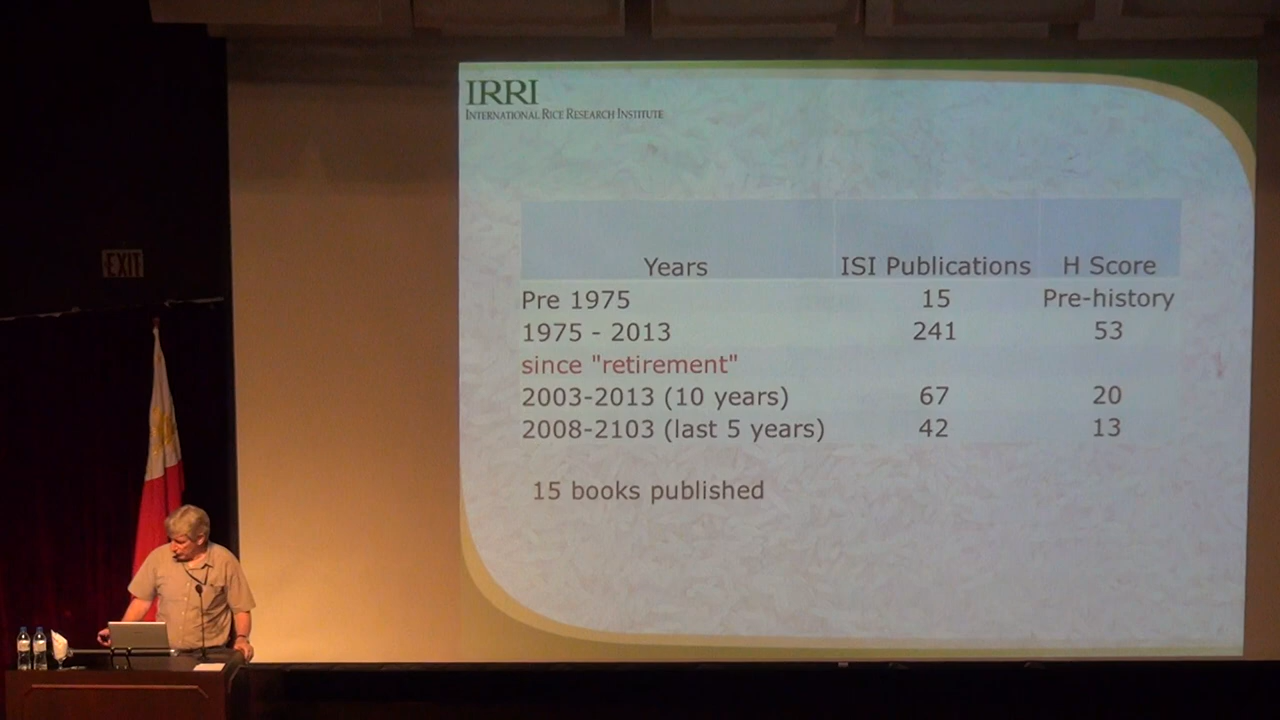 IRRI
INTERNATIONAL RICE RESEARCH INSTITUTE
EXIT
Years ISI Publications H Score
Pre 1975 15 Pre-history
1975 - 2013 241 53
since "retirement"
2003-2013 (10 years) 67 20
2008-2103 (last 5 years) 42 13
15 books published